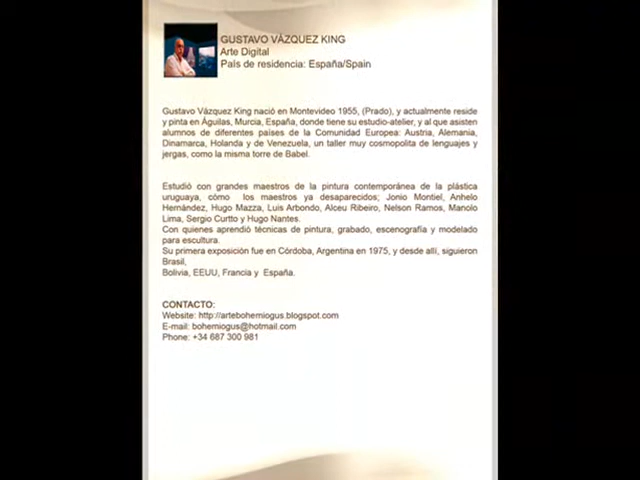 GUSTAVO VÁZQUEZ KING
Arte Digital
País de residencia: España/Spain
Gustavo Vázquez King nació en Montevideo 1955, (Prado), y actualmente reside
y pinta en Águilas, Murcia, España, donde tiene su estudio-atelier, y al que asisten
alumnos de diferentes países de la Comunidad Europea: Austria, Alemania,
Dinamarca, Holanda y de Venezuela, un taller muy cosmopolita de lenguajes y
jergas, como la misma torre de Babel.
Estudió con grandes maestros de la pintura contemporánea de la plástica
uruguaya, cómo los maestros ya desaparecidos; Jonio Montiel, Anhelo
Hernández, Hugo Mazza, Luis Arbondo, Alceu Ribeiro, Nelson Ramos, Manolo
Lima, Sergio Curtto y Hugo Nantes.
Con quienes aprendió técnicas de pintura, grabado, escenografía y modelado
para escultura.
Su primera exposición fue en Córdoba, Argentina en 1975, y desde allí, siguieron
Brasil,
Bolivia, EEUU, Francia y España.
CONTACTO:
Website: http://artebohemiogus.blogspot.com
E-mail: bohemiogus@hotmail.com
Phone: +34 687 300 981